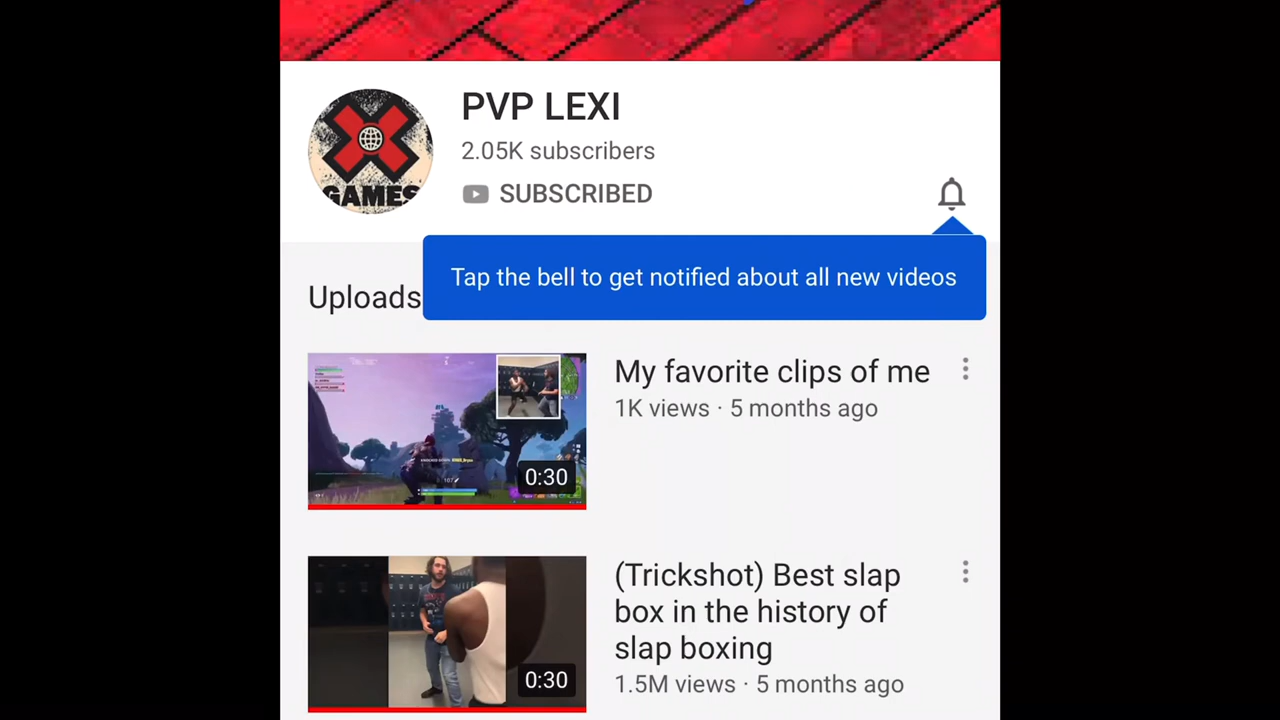 PVP LEXI
2.05K subscribers
SUBSCRIBED
GAMES
Tap the bell to get notified about all new videos
Uploads
My favorite clips of me
1K views · 5 months ago
0:30
(Trickshot) Best slap
box in the history of
slap boxing
1.5M views · 5 months ago
0:30